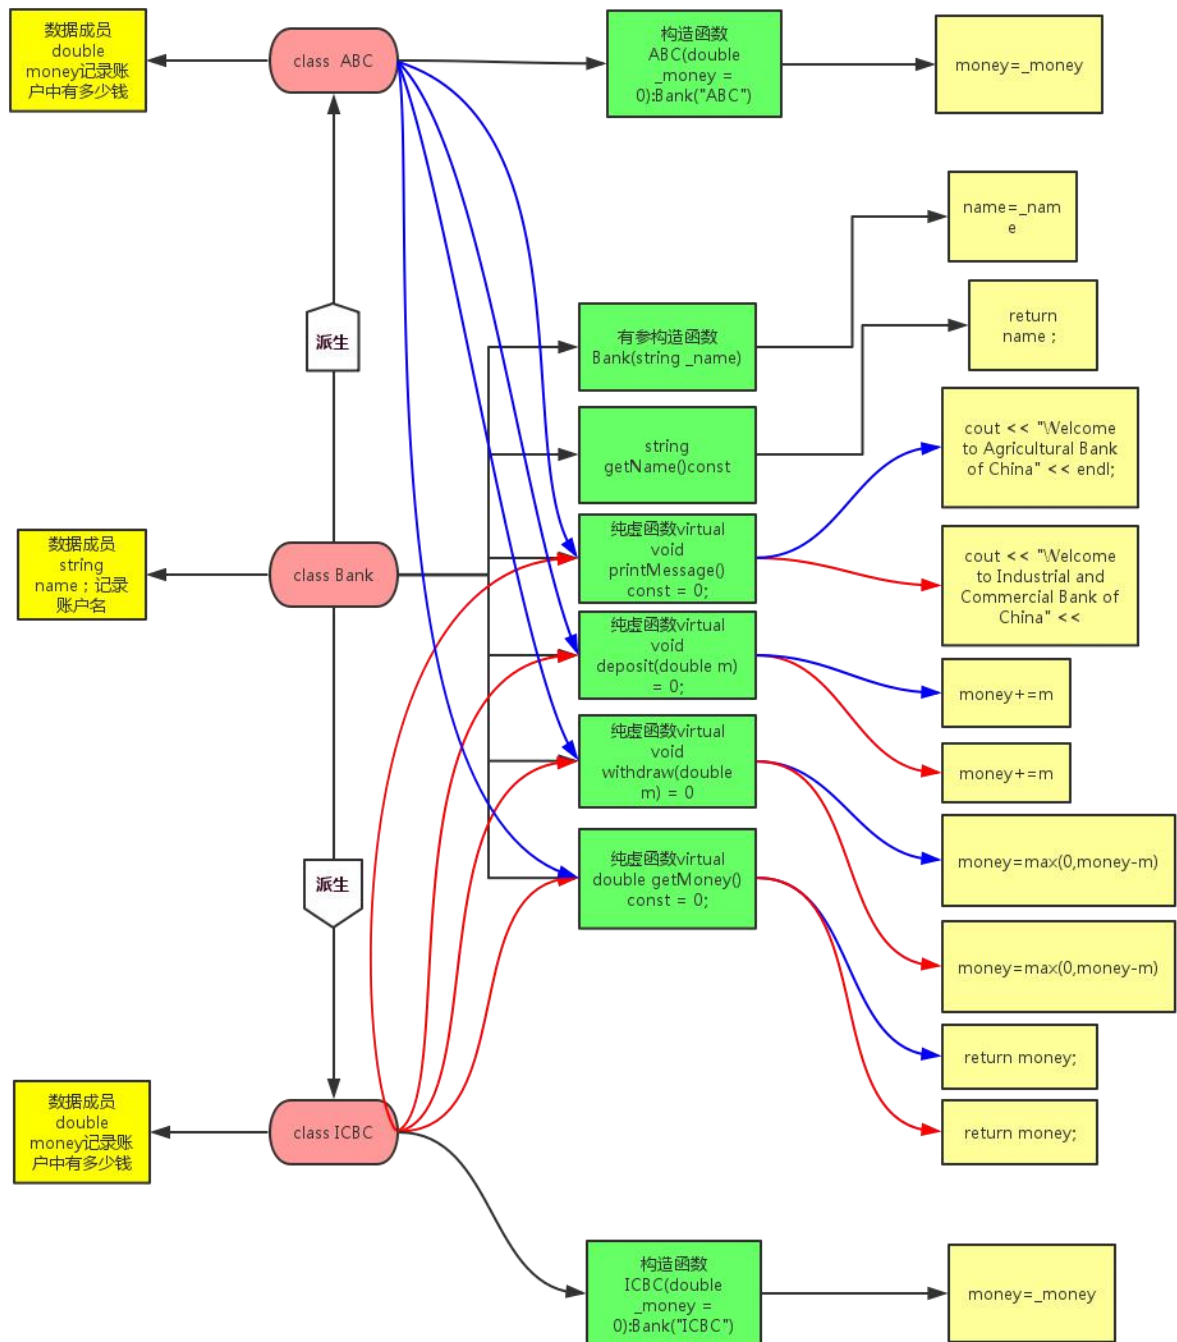 数据成员
double
money记录账
户中有多少钱
class  ABC
构造函数
ABC(double
_money =
0):Bank("ABC")
money=_money
name=_nam
e
派生
有参构造函数
Bank(string _name)
return
name ;
string
getName()const
cout << "Welcome
to Agricultural Bank
of China" << endl;
数据成员
string
name ; 记录
账户名
class Bank
纯虚函数virtual
void
printMessage()
const = 0;
cout << "Welcome
to Industrial and
Commercial Bank of
China" <<
纯虚函数virtual
void
deposit(double m)
= 0;
money+=m
money+=m
纯虚函数virtual
void
withdraw(double
m) = 0
money=max(0,money-m)
派生
纯虚函数virtual
double getMoney()
const = 0;
money=max(0,money-m)
return money;
return money;
数据成员
double
money记录账
户中有多少钱
class ICBC
构造函数
ICBC(double
_money =
0):Bank("ICBC")
money=_money